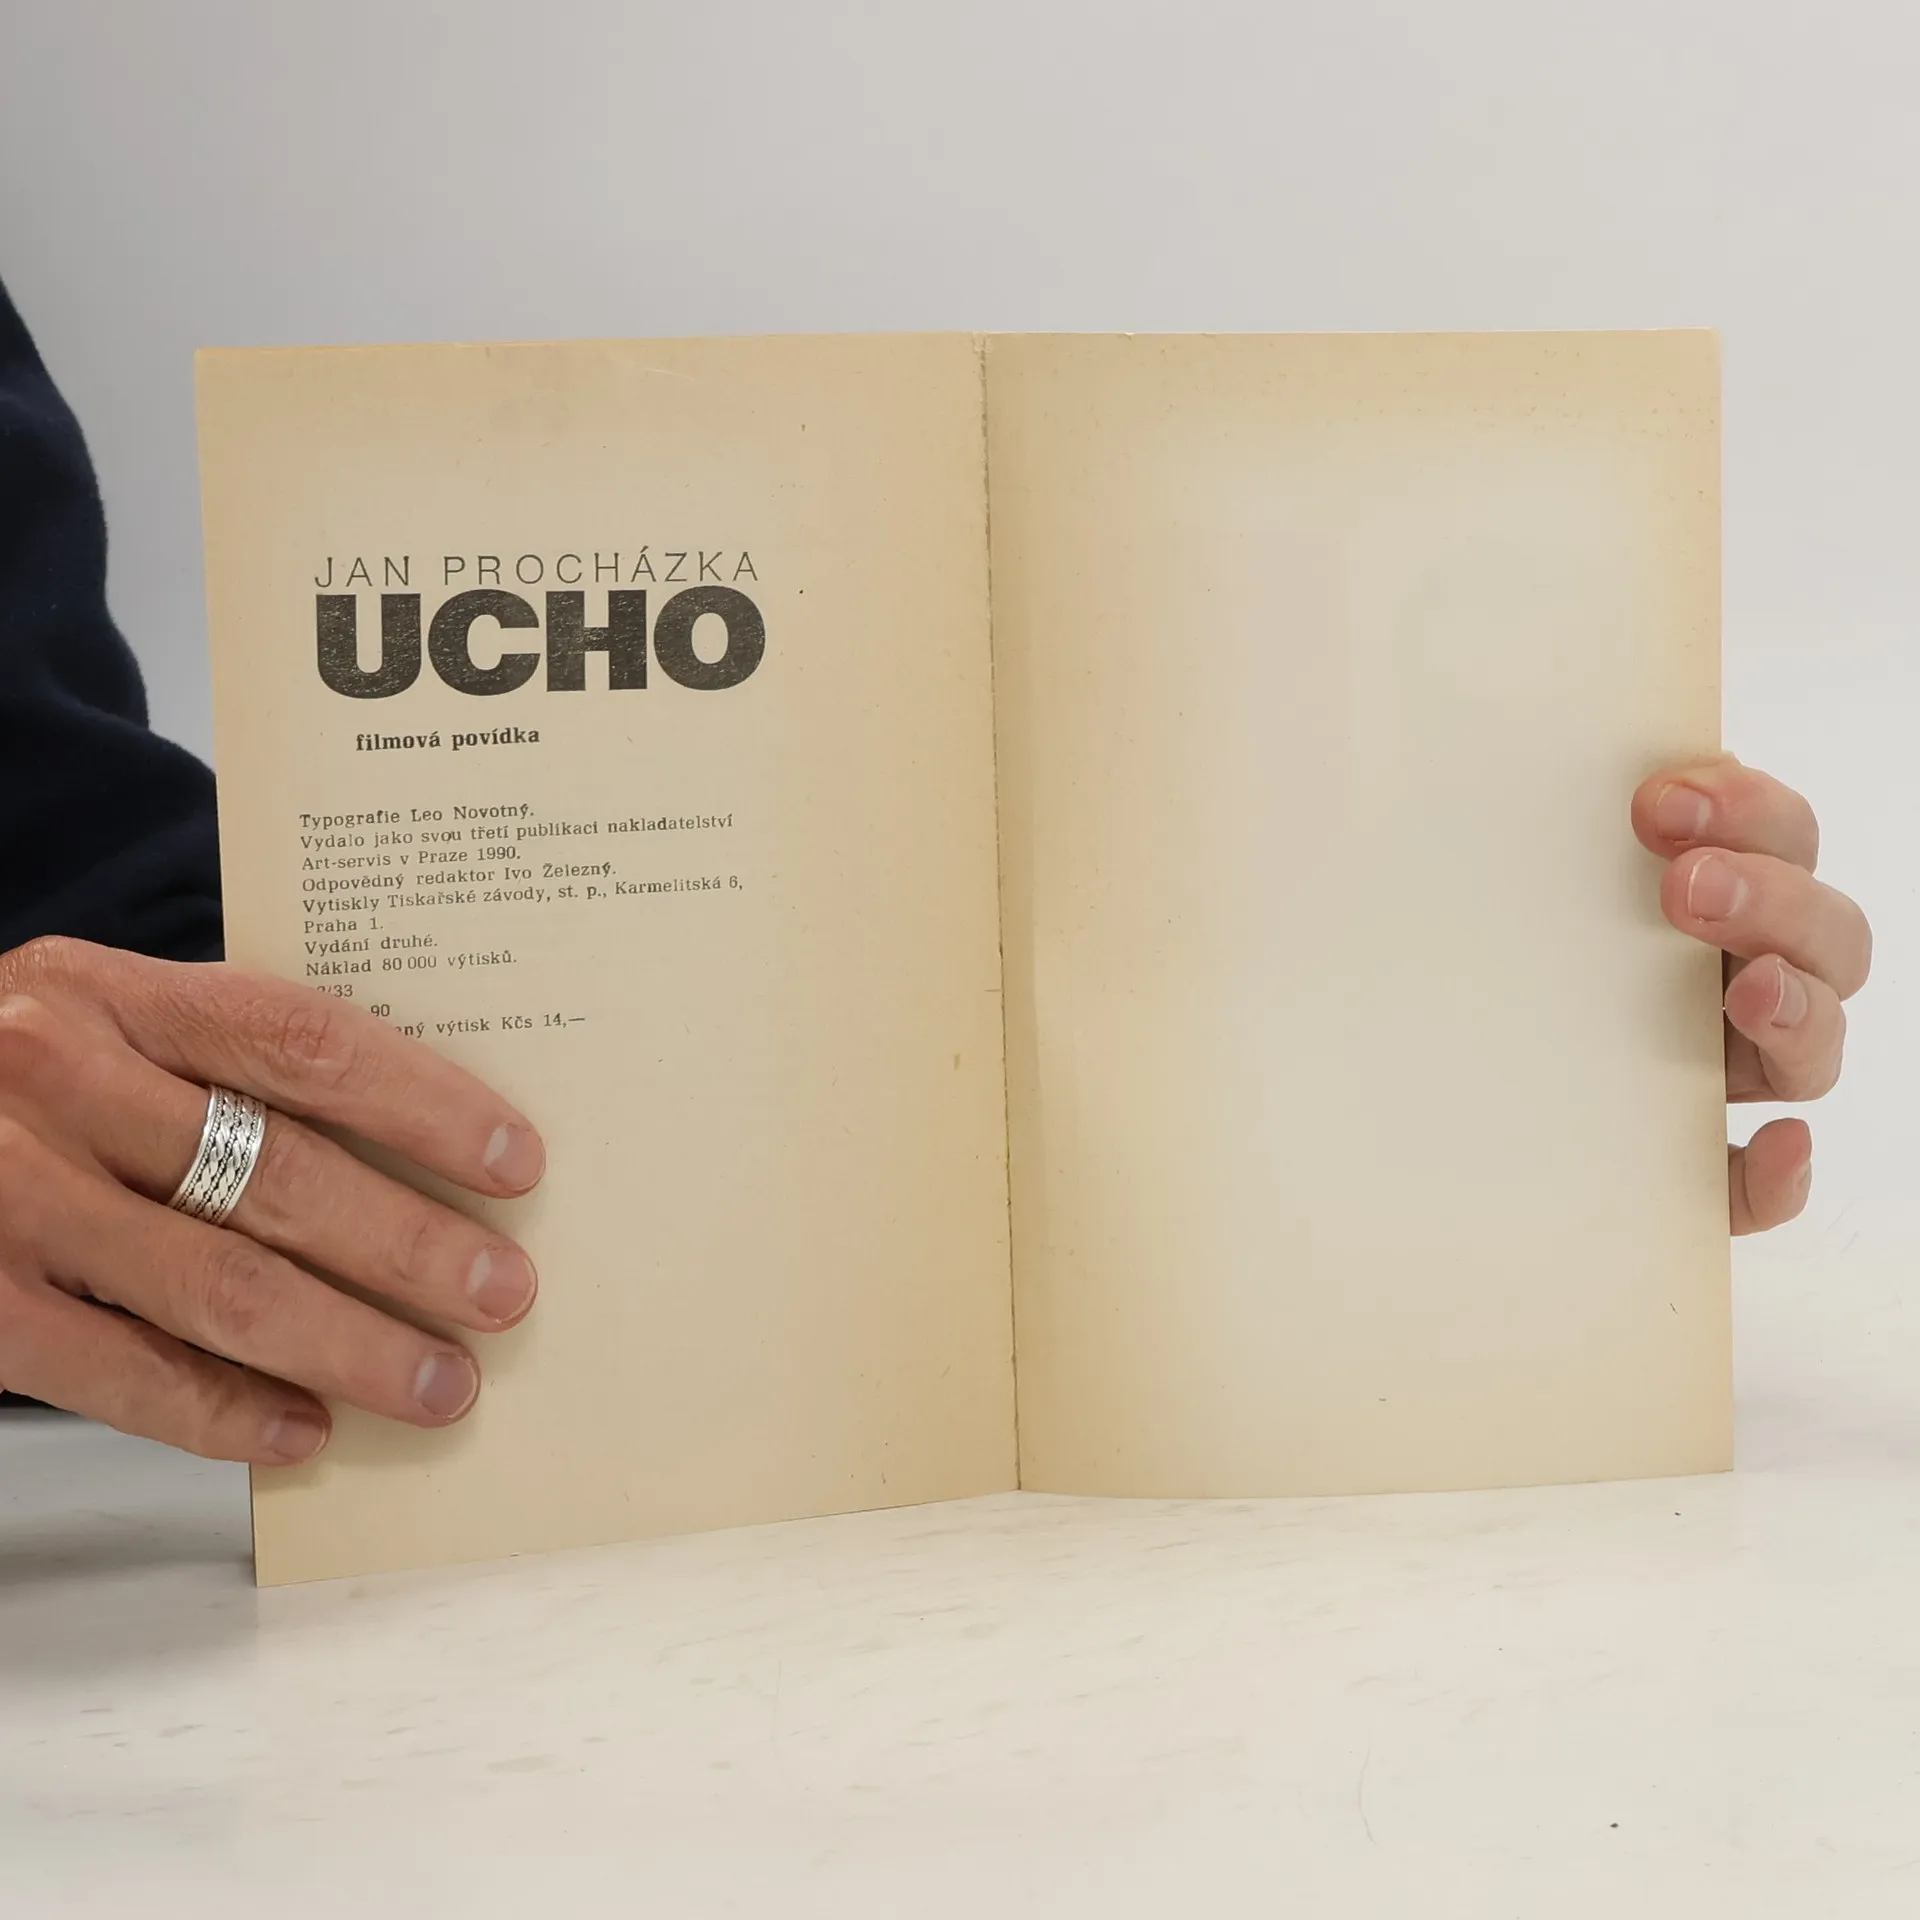 JAN PROCHÁZKA
UCHO
filmová povídka
Typografie Leo Novotný.
Vydalo jako svou třetí publikaci nakladatelství
Art-servis v Praze 1990.
Odpovědný redaktor Ivo Železný.
Vytiskly Tiskařské závody, st. p., Karmelitská 6,
Praha 1.
Vydání druhé.
Náklad 80 000 výtisků.
/33
90
výtisk Kčs 14,—